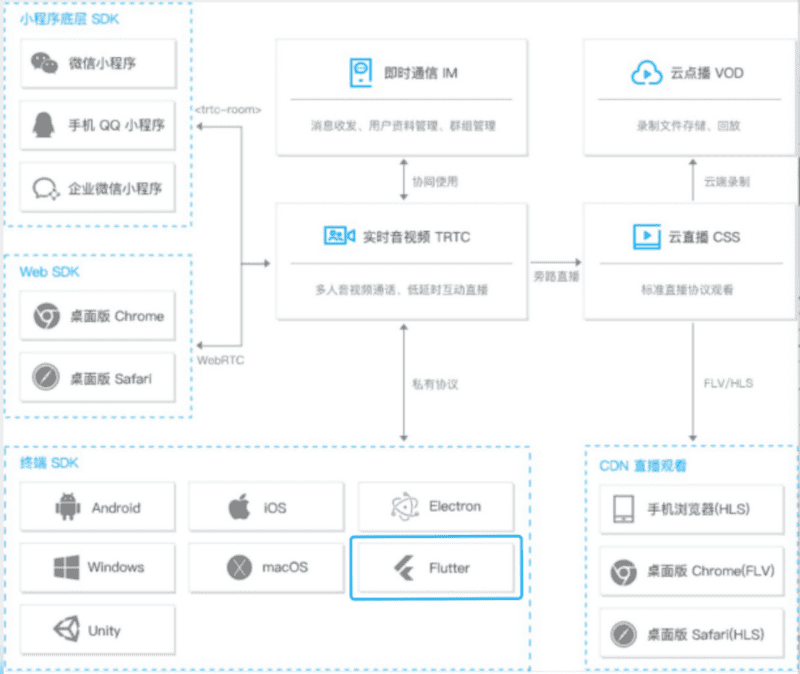 小程序底层 SDK
微信小程序
手机 QQ 小程序
企业微信小程序
<trtc-room>
即时通信 IM
消息收发、用户资料管理、群组管理
云点播 VOD
录制文件存储、回放
协同使用
云端录制
实时音视频 TRTC
多人音视频通话、低延时互动直播
旁路直播
云直播 CSS
标准直播协议观看
Web SDK
桌面版 Chrome
桌面版 Safari
WebRTC
私有协议
FLV/HLS
终端 SDK
Android
iOS
Electron
Windows
macOS
Flutter
Unity
CDN 直播观看
手机浏览器(HLS)
桌面版 Chrome(FLV)
桌面版 Safari(HLS)